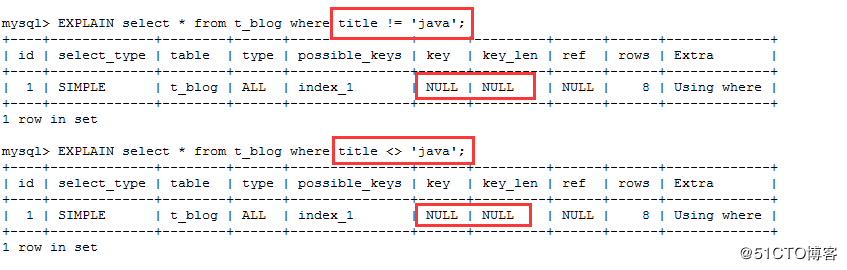 mysql> EXPLAIN select * from t_blog where title != 'java';
+----+-------------+--------+------+---------------+------+---------+------+------+-------------+
| id | select_type | table  | type | possible_keys | key  | key_len | ref  | rows | Extra       |
+----+-------------+--------+------+---------------+------+---------+------+------+-------------+
|  1 | SIMPLE      | t_blog | ALL  | index_1       | NULL | NULL    | NULL |    8 | Using where |
+----+-------------+--------+------+---------------+------+---------+------+------+-------------+
1 row in set
mysql> EXPLAIN select * from t_blog where title <> 'java';
+----+-------------+--------+------+---------------+------+---------+------+------+-------------+
| id | select_type | table  | type | possible_keys | key  | key_len | ref  | rows | Extra       |
+----+-------------+--------+------+---------------+------+---------+------+------+-------------+
|  1 | SIMPLE      | t_blog | ALL  | index_1       | NULL | NULL    | NULL |    8 | Using where |
+----+-------------+--------+------+---------------+------+---------+------+------+-------------+
1 row in set
@51CTO博客